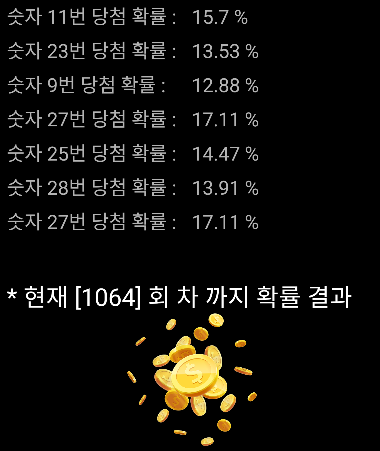 숫자 11번 당첨 확률 : 15.7 %
숫자 23번 당첨 확률 : 13.53 %
숫자 9번 당첨 확률 : 12.88 %
숫자 27번 당첨 확률 : 17.11 %
숫자 25번 당첨 확률 : 14.47 %
숫자 28번 당첨 확률 : 13.91 %
숫자 27번 당첨 확률 : 17.11 %
* 현재 [1064] 회 차 까지 확률 결과